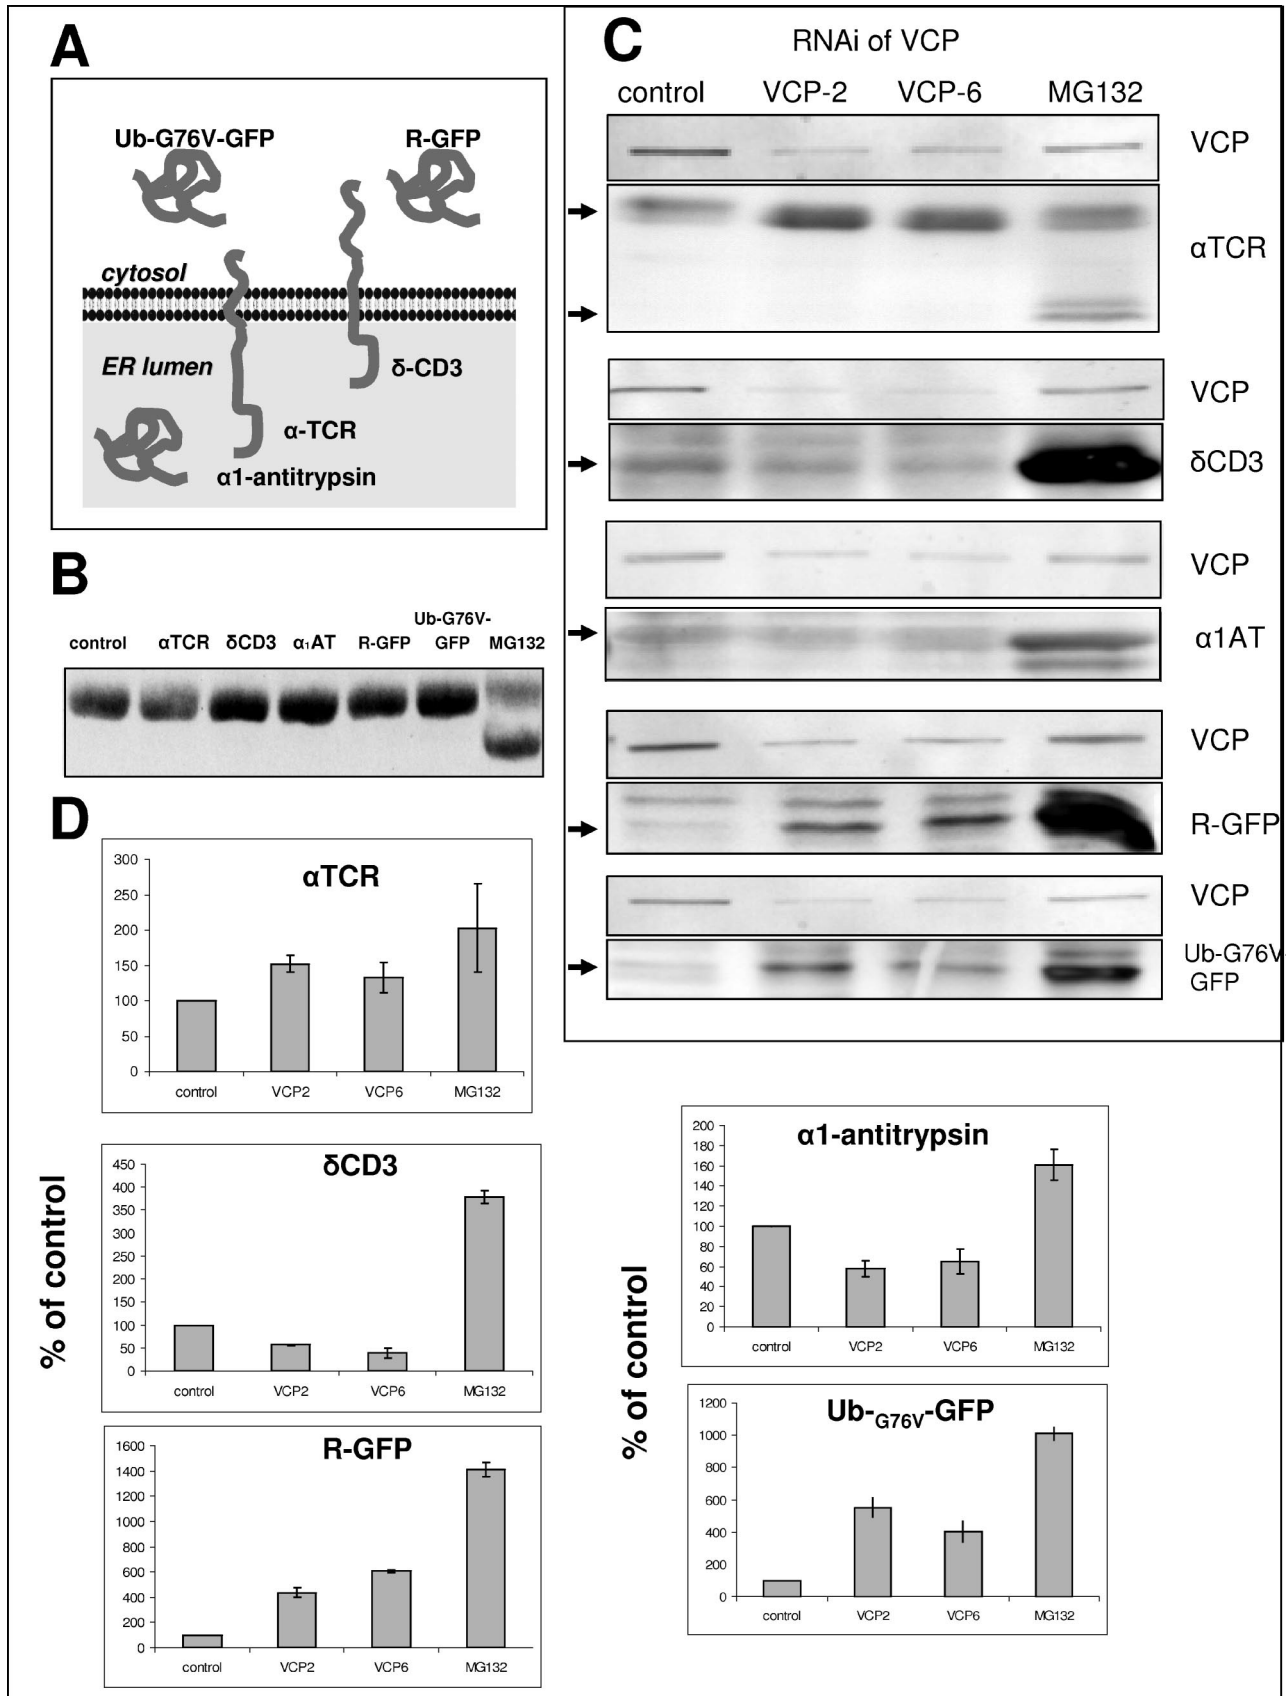 A
Ub-G76V-GFP
R-GFP
cytosol
ER lumen
δ-CD3
α-TCR
α1-antitrypsin
B
control αTCR δCD3 α₁AT R-GFP Ub-G76V-
GFP MG132
C
RNAi of VCP
control VCP-2 VCP-6 MG132
VCP
αTCR
VCP
δCD3
VCP
α1AT
VCP
R-GFP
VCP
Ub-G76V-
GFP
D
αTCR
300
250
200
150
100
50
0
control VCP2 VCP6 MG132
% of control
δCD3
450
400
350
300
250
200
150
100
50
0
control VCP2 VCP6 MG132
R-GFP
1600
1400
1200
1000
800
600
400
200
0
control VCP2 VCP6 MG132
% of control
α1-antitrypsin
200
180
160
140
120
100
80
60
40
20
0
control VCP2 VCP6 MG132
Ub-G76V-GFP
1200
1000
800
600
400
200
0
control VCP2 VCP6 MG132